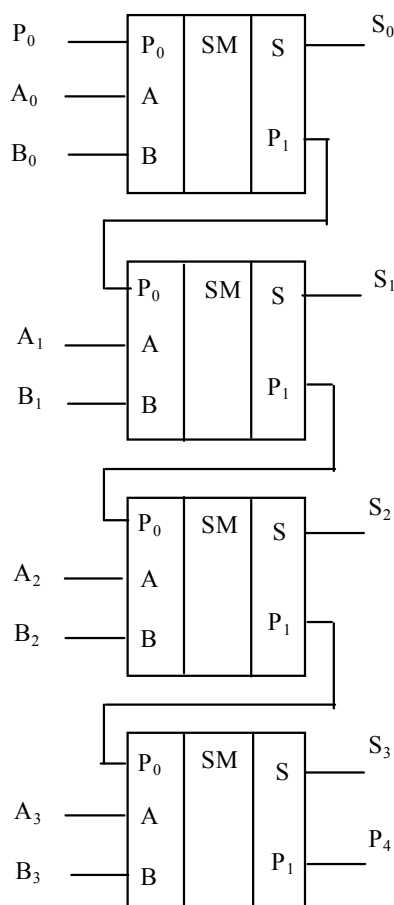 P₀ P₀ SM S S₀
A₀ A
B₀ B P₁
P₀ SM S S₁
A₁ A
B₁ B P₁
P₀ SM S S₂
A₂ A
B₂ B P₁
P₀ SM S S₃
A₃ A
B₃ B P₁ P₄